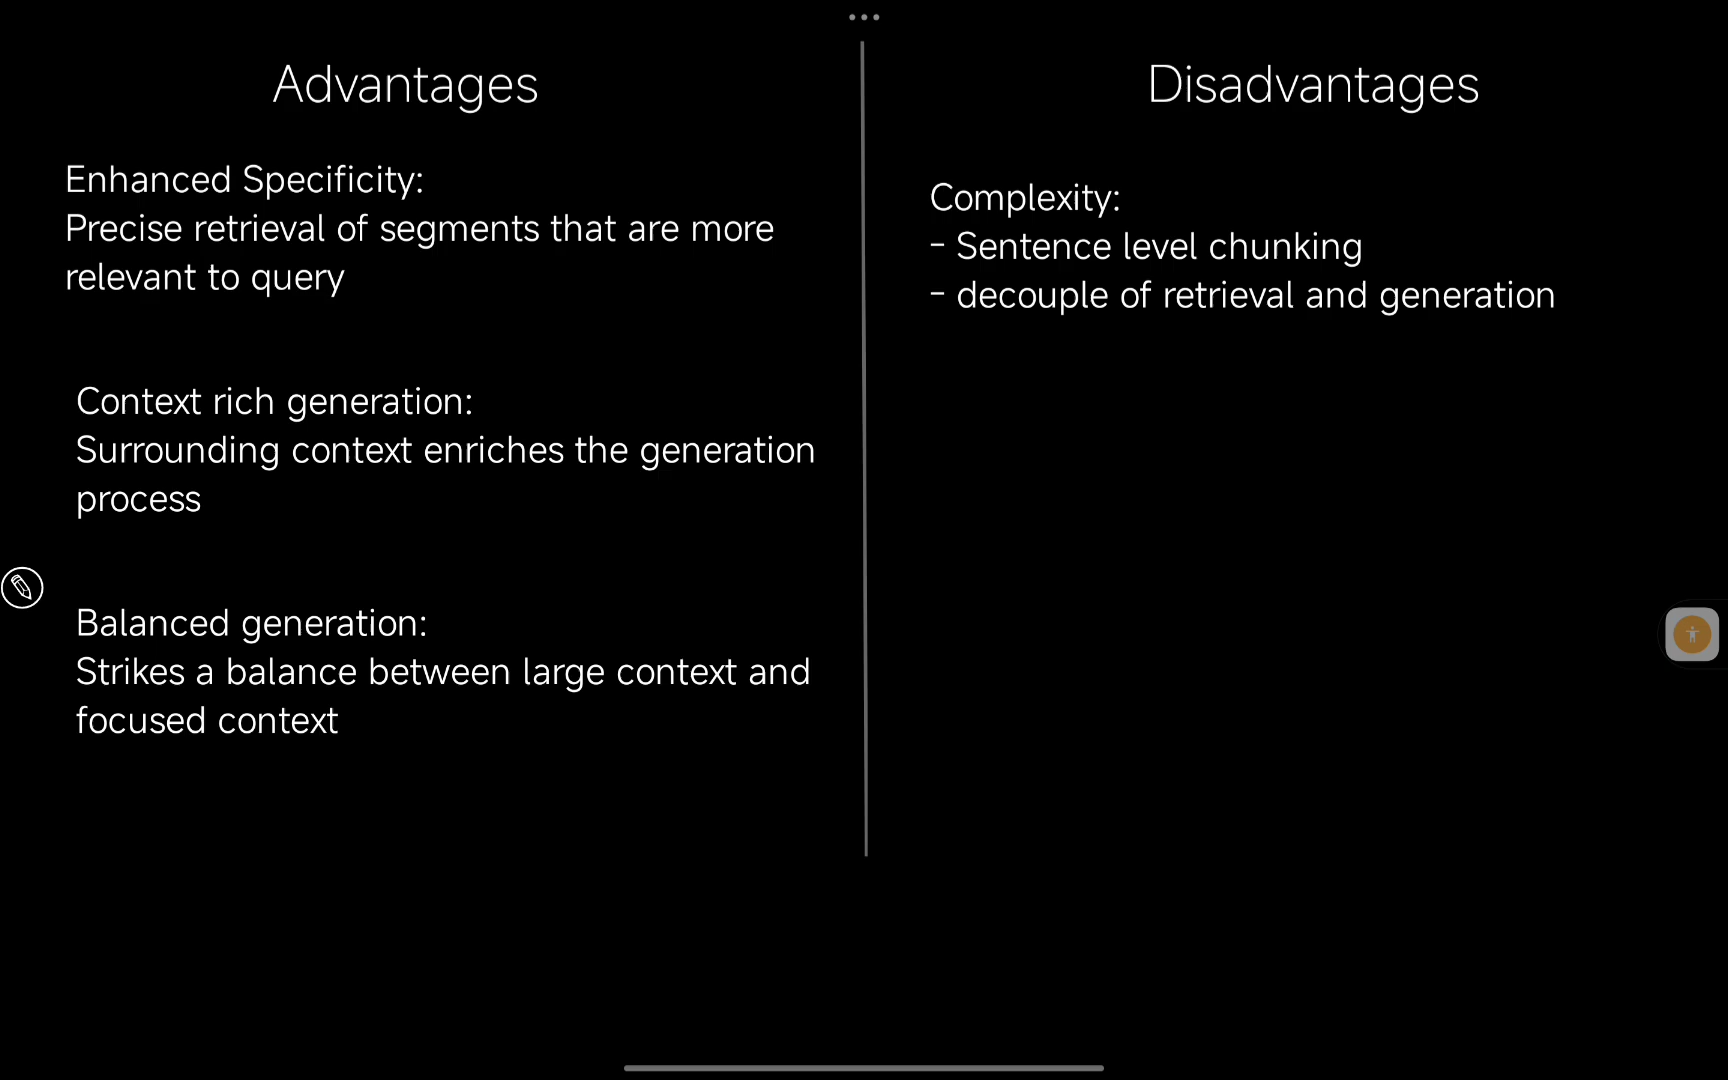 Advantages
Enhanced Specificity:
Precise retrieval of segments that are more
relevant to query
Context rich generation:
Surrounding context enriches the generation
process
Balanced generation:
Strikes a balance between large context and
focused context
Disadvantages
Complexity:
- Sentence level chunking
- decouple of retrieval and generation